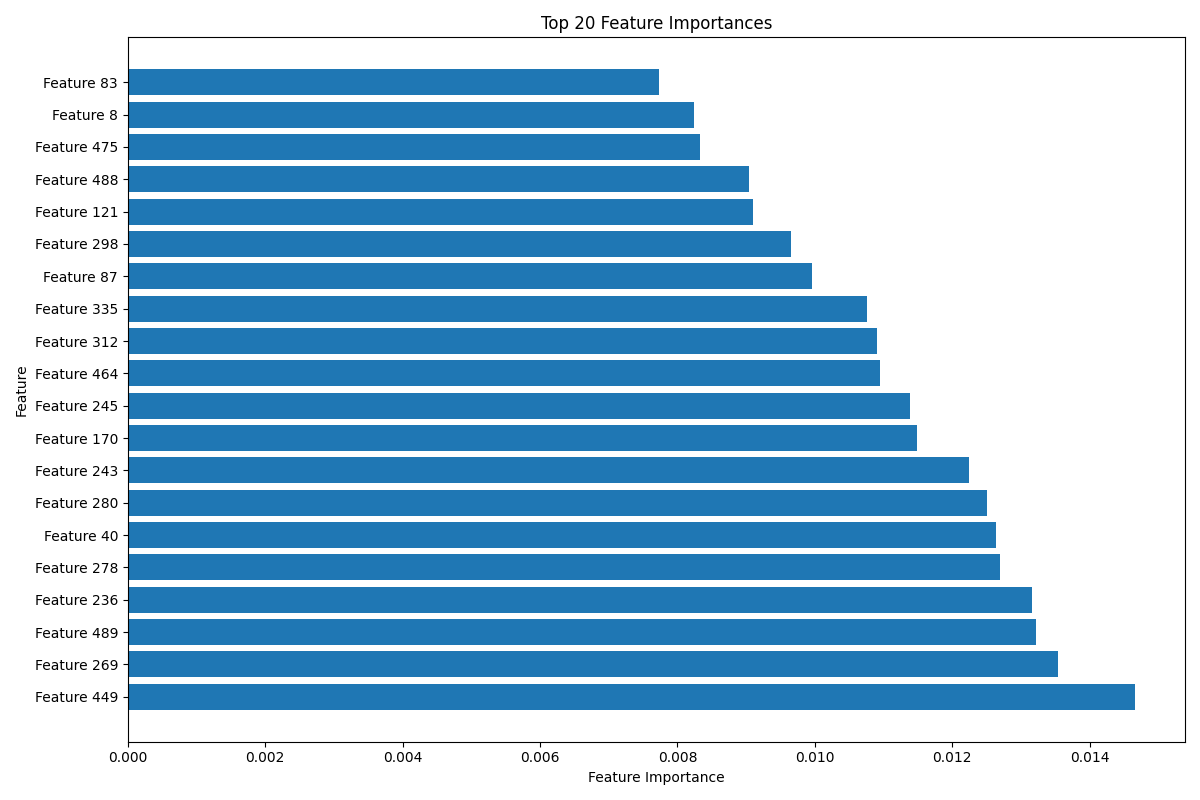 Top 20 Feature Importances
Feature
Feature 83
Feature 8
Feature 475
Feature 488
Feature 121
Feature 298
Feature 87
Feature 335
Feature 312
Feature 464
Feature 245
Feature 170
Feature 243
Feature 280
Feature 40
Feature 278
Feature 236
Feature 489
Feature 269
Feature 449
0.000 0.002 0.004 0.006 0.008 0.010 0.012 0.014
Feature Importance